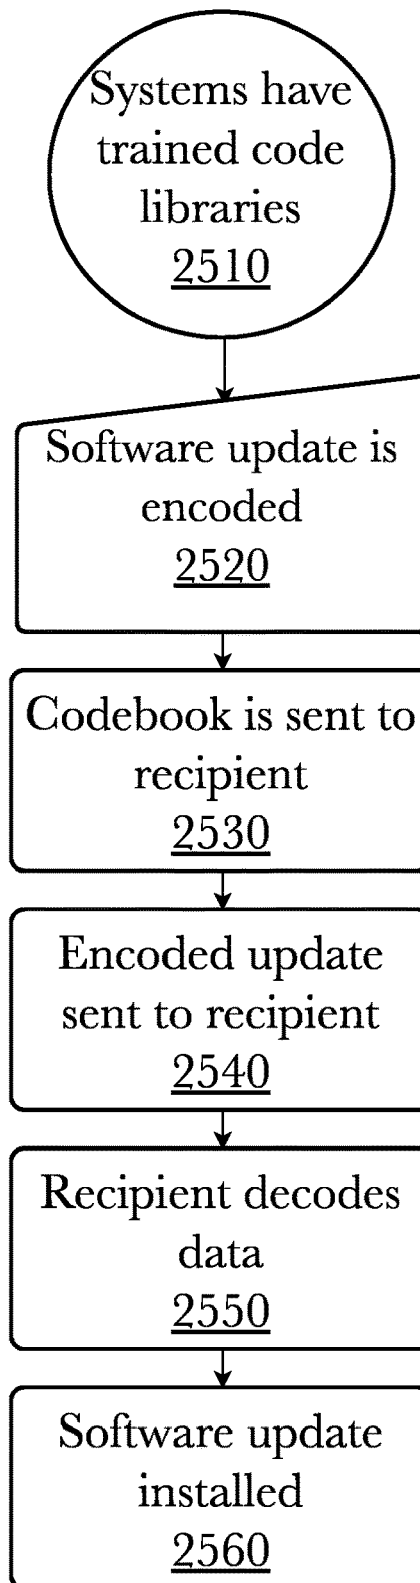 Systems have
trained code
libraries
2510
Software update is
encoded
2520
Codebook is sent to
recipient
2530
Encoded update
sent to recipient
2540
Recipient decodes
data
2550
Software update
installed
2560